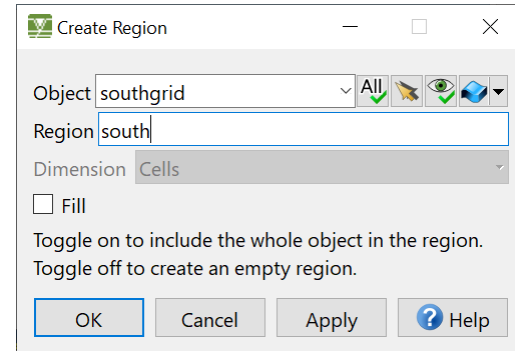 Create Region
Object southgrid All
Region south
Dimension Cells
Fill
Toggle on to include the whole object in the region.
Toggle off to create an empty region.
OK Cancel Apply ? Help